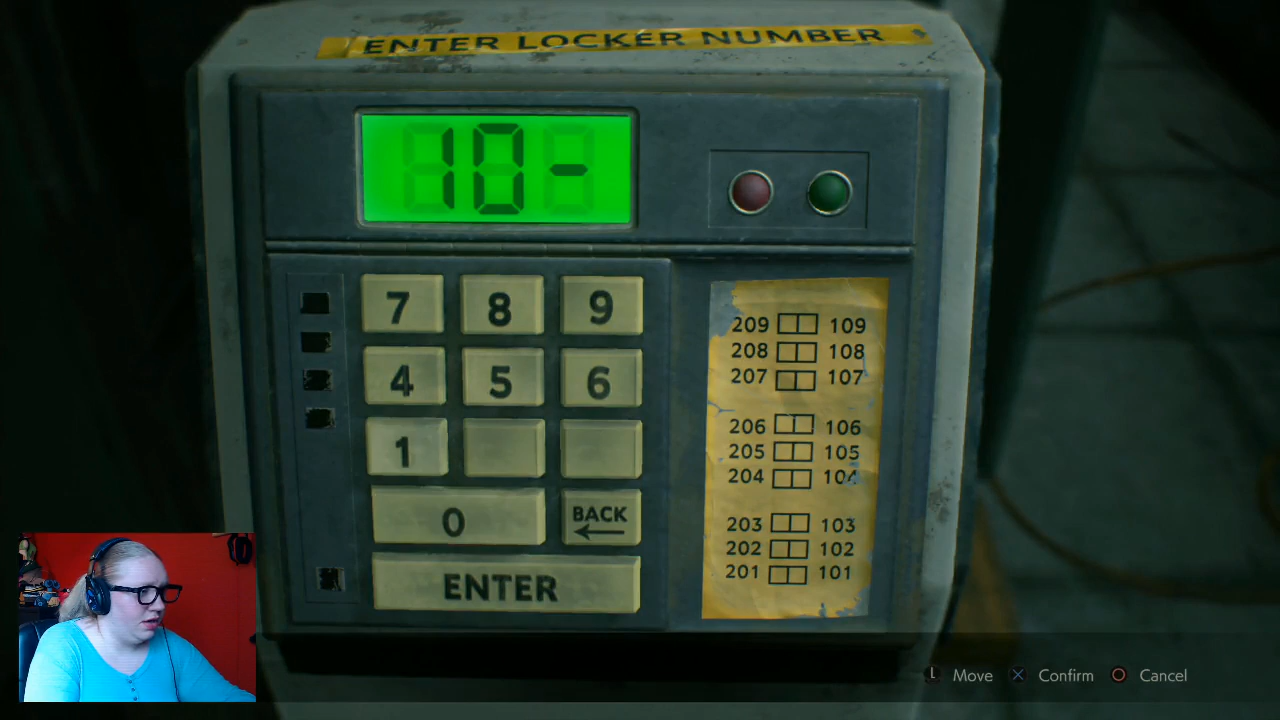 ENTER LOCKER NUMBER
10-
7 8 9
4 5 6
1
0 BACK
ENTER
209 109
208 108
207 107
206 106
205 105
204 104
203 103
202 102
201 101
L Move X Confirm O Cancel